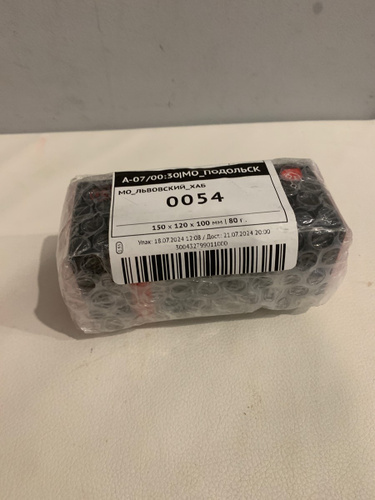 А-07/00:30|МО_ПОДОЛЬСК
МО_ЛЬВОВСКИЙ_ХАБ
0054
150 x 120 x 100 мм | 80 г.
Упак: 18.07.2024 12:08 / Дост: 21.07.2024 20:00